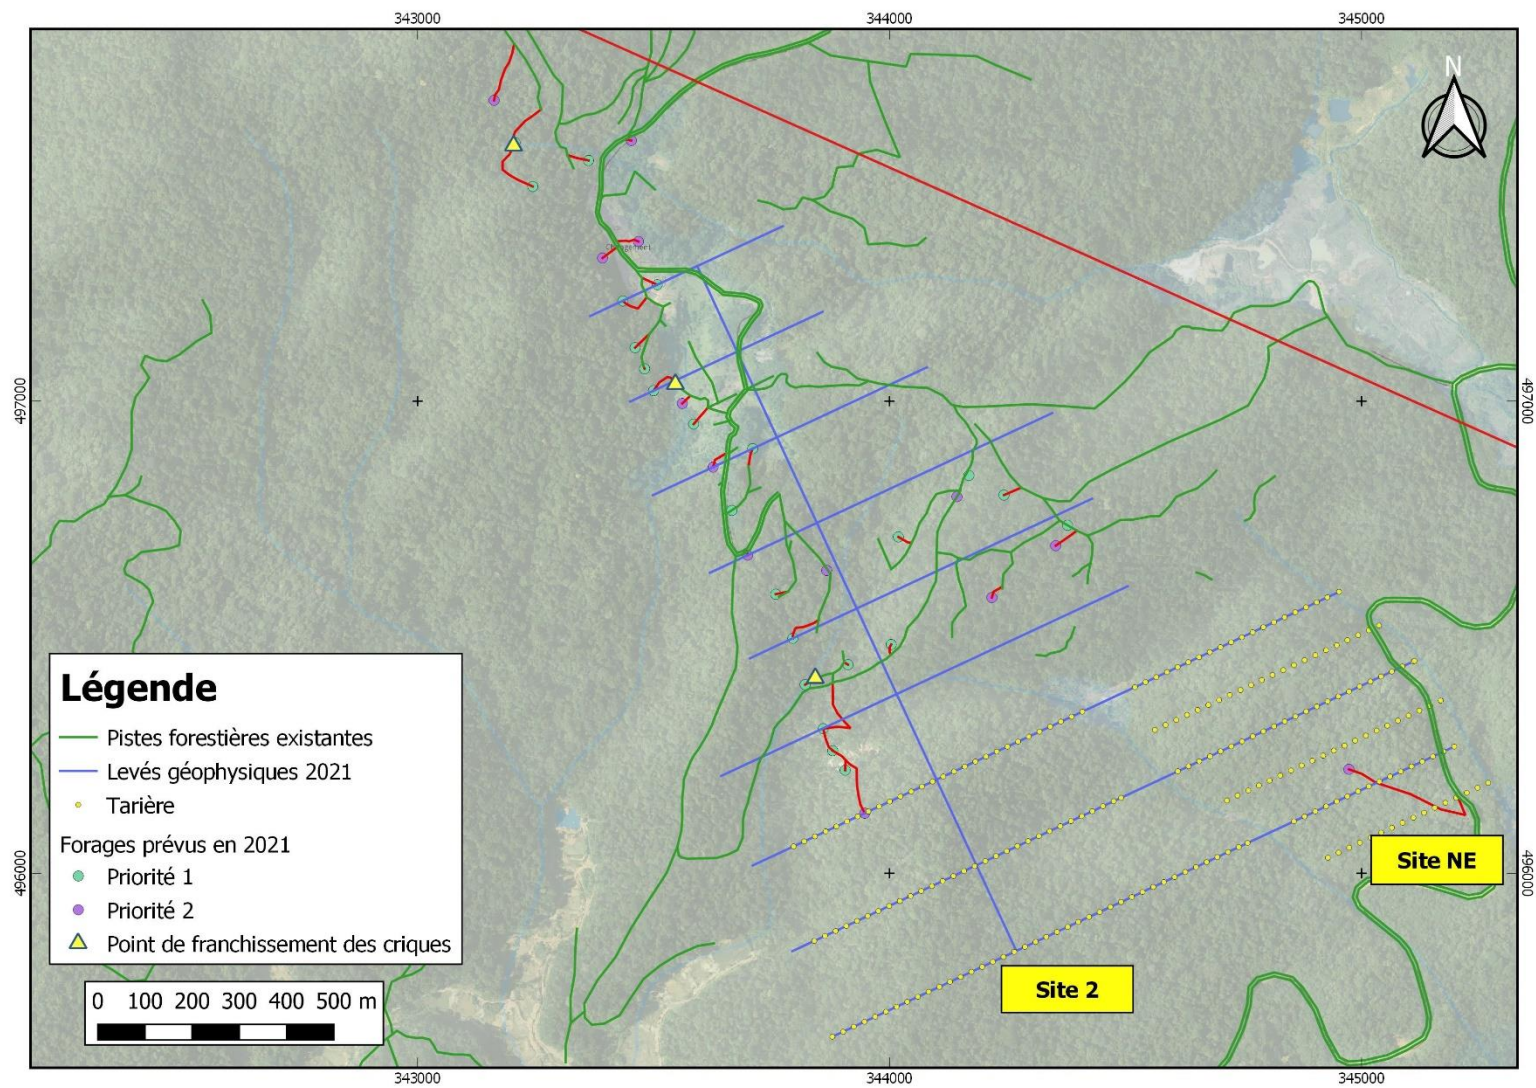 343000 344000 345000
N
497000 497000
Légende
Pistes forestières existantes
Levés géophysiques 2021
Tarière
Forages prévus en 2021
Priorité 1
Priorité 2
Point de franchissement des criques
0 100 200 300 400 500 m
496000 496000
Site NE
Site 2
343000 344000 345000